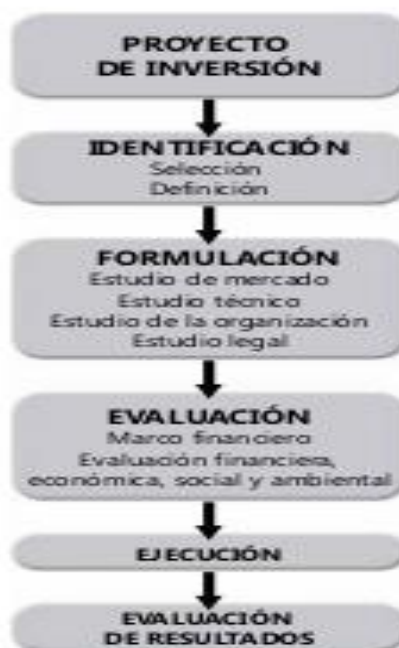 PROYECTO
DE INVERSIÓN
IDENTIFICACIÓN
Selección
Definición
FORMULACIÓN
Estudio de mercado
Estudio técnico
Estudio de la organización
Estudio legal
EVALUACIÓN
Marco financiero
Evaluación financiera,
económica, social y ambiental
EJECUCIÓN
EVALUACIÓN
DE RESULTADOS